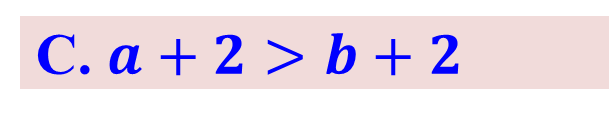 C. a + 2 > b + 2